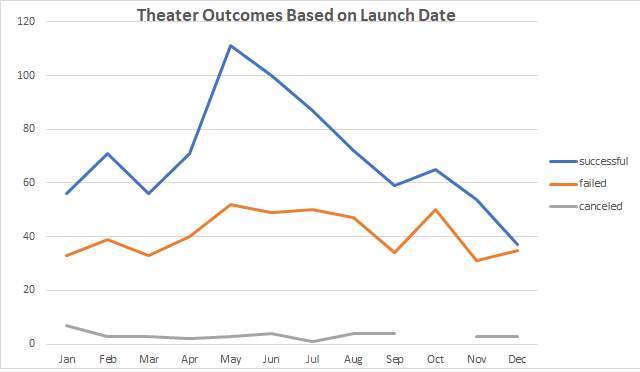 Theater Outcomes Based on Launch Date
120
100
80
60
40
20
0
Jan Feb Mar Apr May Jun Jul Aug Sep Oct Nov Dec
successful
failed
canceled